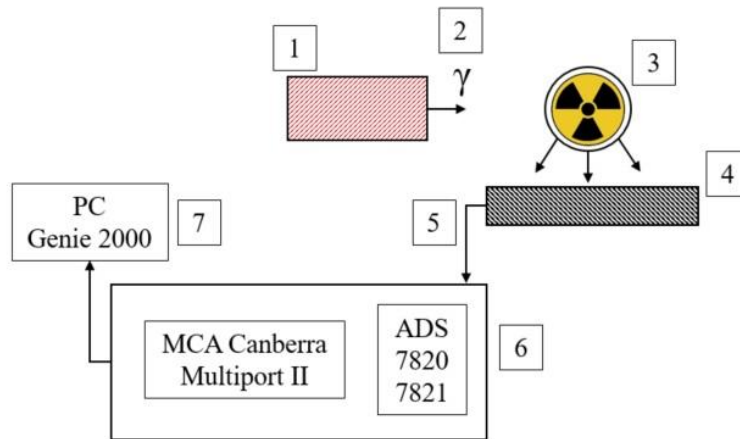 1
2
γ
3
4
PC
Genie 2000
7
5
MCA Canberra
Multiport II
ADS
7820
7821
6